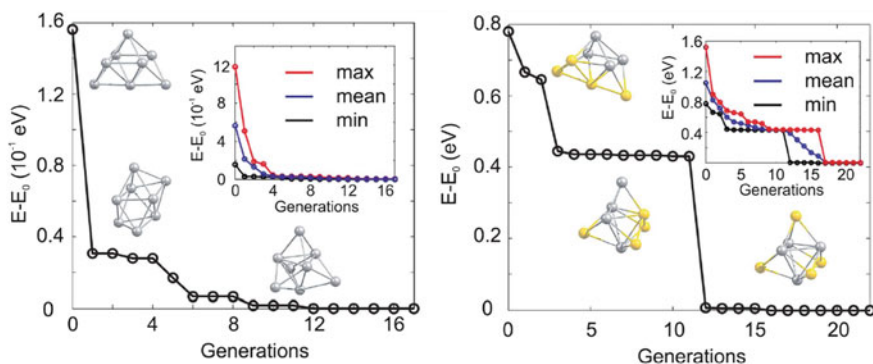 1.6
1.2
0.8
0.4
0
E-E0 (10-1 eV)
0 4 8 12 16
Generations
12
8
4
0
E-E0 (10-1 eV)
max
mean
min
0 4 8 12 16
Generations
0.8
0.6
0.4
0.2
0
E-E0 (eV)
0 5 10 15 20
Generations
1.6
1.2
0.8
0.4
0
E-E0 (eV)
max
mean
min
0 5 10 15 20
Generations